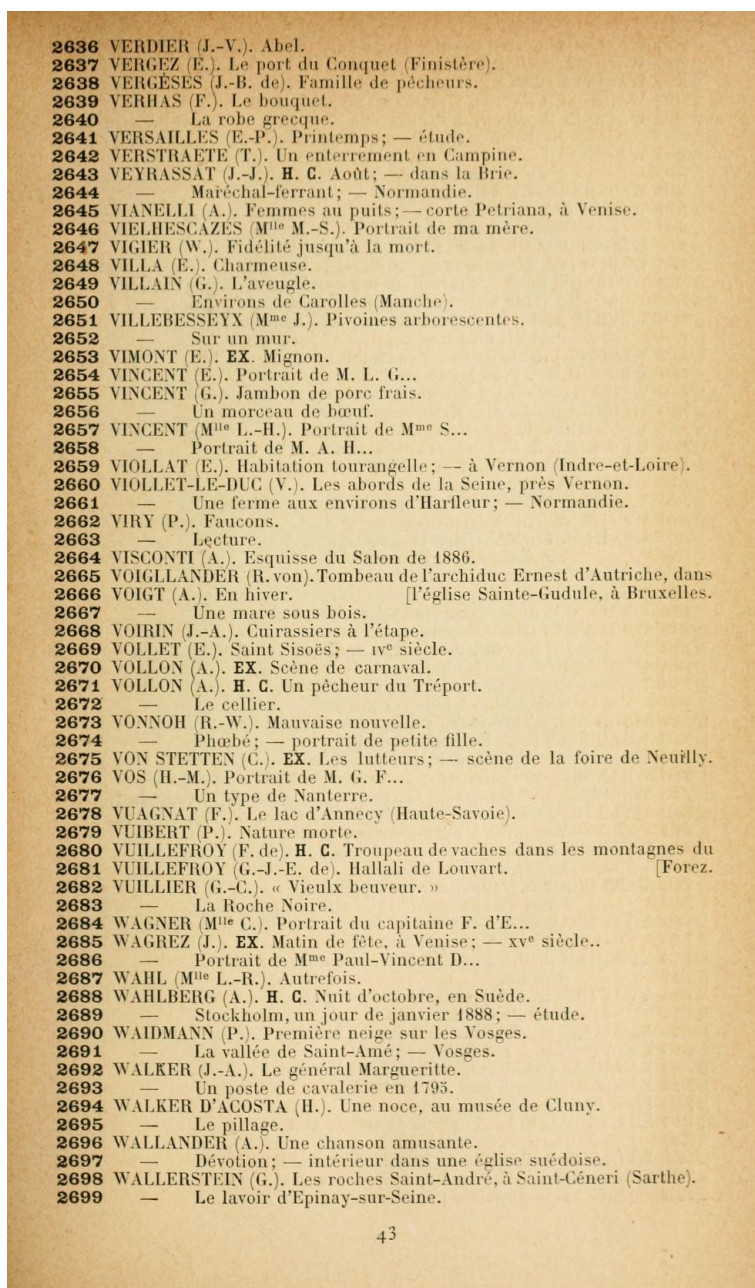 2636 VERDIER (J.-V.). Abel.
2637 VERGEZ (E.). Le port du Conquet (Finistère).
2638 VERGÈSES (J.-B. de). Famille de pêcheurs.
2639 VERHAS (F.). Le bouquet.
2640 — La robe grecque.
2641 VERSAILLES (E.-P.). Printemps; — étude.
2642 VERSTRAETE (T.). Un enterrement en Campine.
2643 VEYRASSAT (J.-J.). H. C. Août; — dans la Brie.
2644 — Maréchal-ferrant; — Normandie.
2645 VIANELLI (A.). Femmes au puits; — corte Petriana, à Venise.
2646 VIELHESCAZES (Mlle M.-S.). Portrait de ma mère.
2647 VIGIER (W.). Fidélité jusqu'à la mort.
2648 VILLA (E.). Charmeuse.
2649 VILLAIN (G.). L'aveugle.
2650 — Environs de Carolles (Manche).
2651 VILLEBESSEYX (Mme J.). Pivoines arborescentes.
2652 — Sur un mur.
2653 VIMONT (E.). EX. Mignon.
2654 VINCENT (E.). Portrait de M. L. G...
2655 VINCENT (G.). Jambon de porc frais.
2656 — Un morceau de bœuf.
2657 VINCENT (Mlle L.-H.). Portrait de Mme S...
2658 — Portrait de M. A. H...
2659 VIOLLAT (E.). Habitation tourangelle; — à Vernon (Indre-et-Loire).
2660 VIOLLET-LE-DUC (V.). Les abords de la Seine, près Vernon.
2661 — Une ferme aux environs d'Harfleur; — Normandie.
2662 VIRY (P.). Faucons.
2663 — Lecture.
2664 VISCONTI (A.). Esquisse du Salon de 1886.
2665 VOIGLLANDER (R. von). Tombeau de l'archiduc Ernest d'Autriche, dans
2666 VOIGT (A.). En hiver. [l'église Sainte-Gudule, à Bruxelles.
2667 — Une mare sous bois.
2668 VOIRIN (J.-A.). Cuirassiers à l'étape.
2669 VOLLET (E.). Saint Sisoës; — IVe siècle.
2670 VOLLON (A.). EX. Scène de carnaval.
2671 VOLLON (A.). H. C. Un pêcheur du Tréport.
2672 — Le cellier.
2673 VONNOH (R.-W.). Mauvaise nouvelle.
2674 — Phœbé; — portrait de petite fille.
2675 VON STETTEN (C.). EX. Les lutteurs; — scène de la foire de Neuilly.
2676 VOS (H.-M.). Portrait de M. G. F...
2677 — Un type de Nanterre.
2678 VUAGNAT (F.). Le lac d'Annecy (Haute-Savoie).
2679 VUIBERT (P.). Nature morte.
2680 VUILLEFROY (F. de). H. C. Troupeau de vaches dans les montagnes du
2681 VUILLEFROY (G.-J.-E. de). Hallali de Louvart. [Forez.
2682 VUILLIER (G.-C.). « Vieulx beuveur. »
2683 — La Roche Noire.
2684 WAGNER (Mlle C.). Portrait du capitaine F. d'E...
2685 WAGREZ (J.). EX. Matin de fête, à Venise; — XVe siècle..
2686 — Portrait de Mme Paul-Vincent D...
2687 WAHL (Mlle L.-R.). Autrefois.
2688 WAHLBERG (A.). H. C. Nuit d'octobre, en Suède.
2689 — Stockholm, un jour de janvier 1888; — étude.
2690 WAIDMANN (P.). Première neige sur les Vosges.
2691 — La vallée de Saint-Amé; — Vosges.
2692 WALKER (J.-A.). Le général Margueritte.
2693 — Un poste de cavalerie en 1795.
2694 WALKER D'ACOSTA (H.). Une noce, au musée de Cluny.
2695 — Le pillage.
2696 WALLANDER (A.). Une chanson amusante.
2697 — Dévotion; — intérieur dans une église suédoise.
2698 WALLERSTEIN (G.). Les roches Saint-André, à Saint-Céneri (Sarthe).
2699 — Le lavoir d'Epinay-sur-Seine.
43